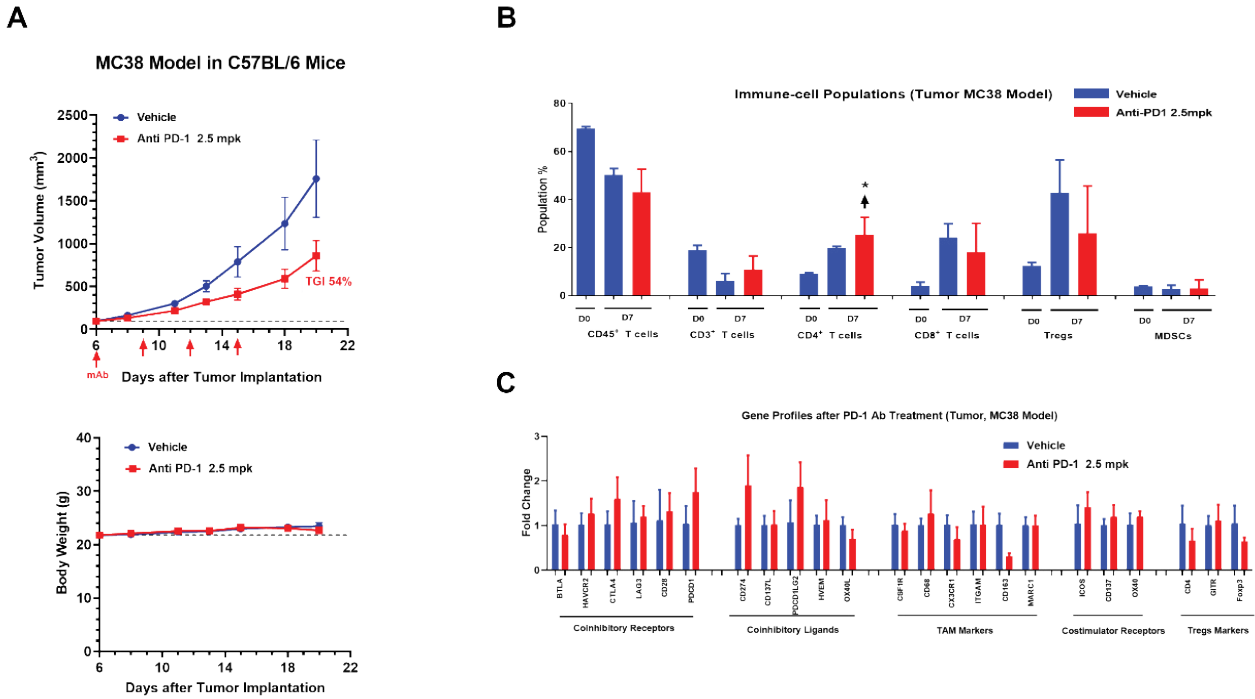 A
MC38 Model in C57BL/6 Mice
Vehicle
Anti PD-1 2.5 mpk
Tumor Volume (mm³)
2500
2000
1500
1000
500
0
TGI 54%
6
8
10
12
14
16
18
20
22
mAb
Days after Tumor Implantation
Vehicle
Anti PD-1 2.5 mpk
Body Weight (g)
40
30
20
10
0
6
8
10
12
14
16
18
20
22
Days after Tumor Implantation
B
Immune-cell Populations (Tumor MC38 Model)
Vehicle
Anti-PD1 2.5mpk
Population %
80
60
40
20
0
*
D0 D7 D0 D7 D0 D7 D0 D7 D0 D7 D0 D7
CD45⁺ T cells CD3⁺ T cells CD4⁺ T cells CD8⁺ T cells Tregs MDSCs
C
Gene Profiles after PD-1 Ab Treatment (Tumor, MC38 Model)
Vehicle
Anti PD-1 2.5 mpk
Fold Change
3
2
1
0
BTLA HAVCR2 CTLA4 LAG3 CD28 PDCD1 CD274 CD137L PDCD1LG2 HVEM OX40L CSF1R CD68 CX3CR1 ITGAM CD163 MARC1 ICOS CD137 OX40 CD4 GITR Foxp3
Coinhibitory Receptors Coinhibitory Ligands TAM Markers Costimulator Receptors Tregs Markers